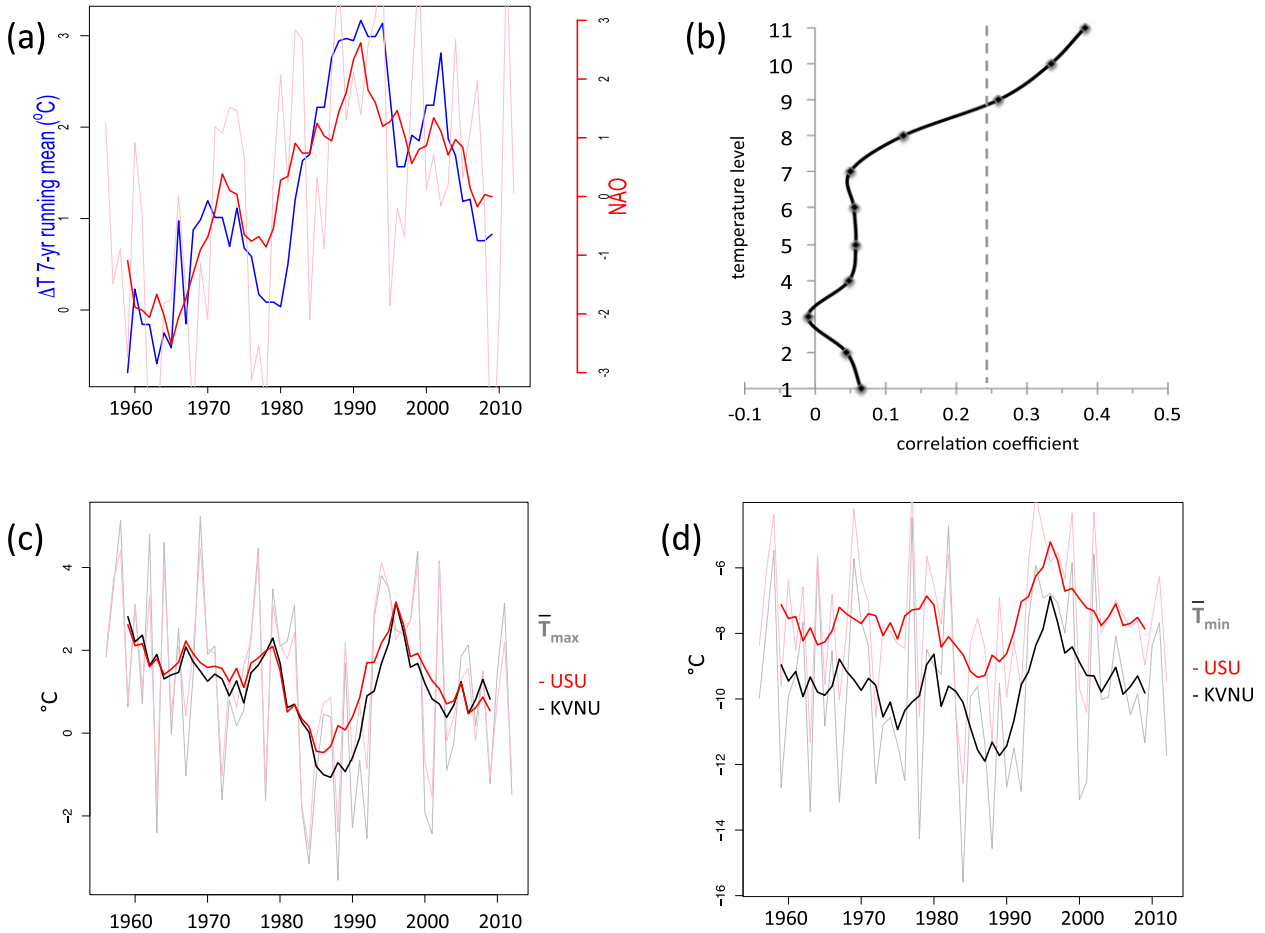 (a)
ΔT 7-yr running mean (⁰C)
3
2
1
0
3
2
1
0
-1
-2
-3
NAO
1960 1970 1980 1990 2000 2010
(b)
temperature level
11
10
9
8
7
6
5
4
3
2
1
-0.1 0 0.1 0.2 0.3 0.4 0.5
correlation coefficient
(c)
°C
4
2
0
-2
1960 1970 1980 1990 2000 2010
T̅max
- USU
- KVNU
(d)
°C
-6
-8
-10
-12
-14
-16
1960 1970 1980 1990 2000 2010
T̅min
- USU
- KVNU